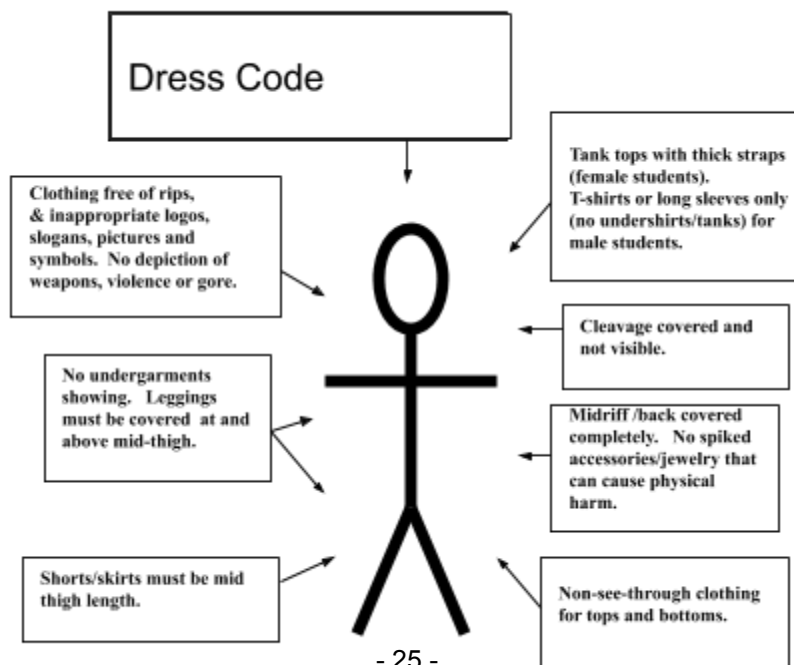 Dress Code
Clothing free of rips,
& inappropriate logos,
slogans, pictures and
symbols. No depiction of
weapons, violence or gore.
Tank tops with thick straps
(female students).
T-shirts or long sleeves only
(no undershirts/tanks) for
male students.
Cleavage covered and
not visible.
No undergarments
showing. Leggings
must be covered at and
above mid-thigh.
Midriff /back covered
completely. No spiked
accessories/jewelry that
can cause physical
harm.
Shorts/skirts must be mid
thigh length.
Non-see-through clothing
for tops and bottoms.
- 25 -